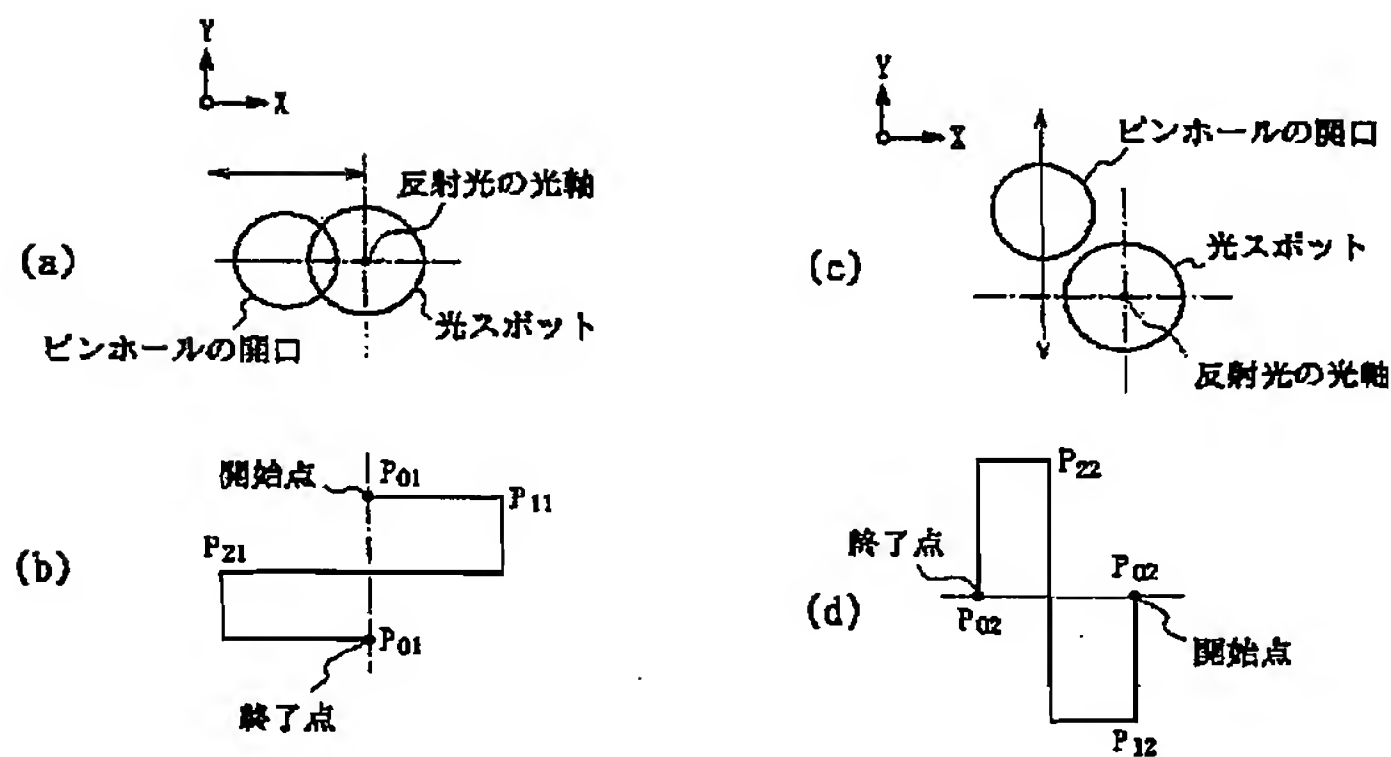 (a)
Y
X
反射光の光軸
光スポット
ピンホールの開口
(b)
開始点
P01
P11
P21
P01
終了点
(c)
Y
X
ピンホールの開口
光スポット
反射光の光軸
(d)
P22
終了点
P02
P02
開始点
P12